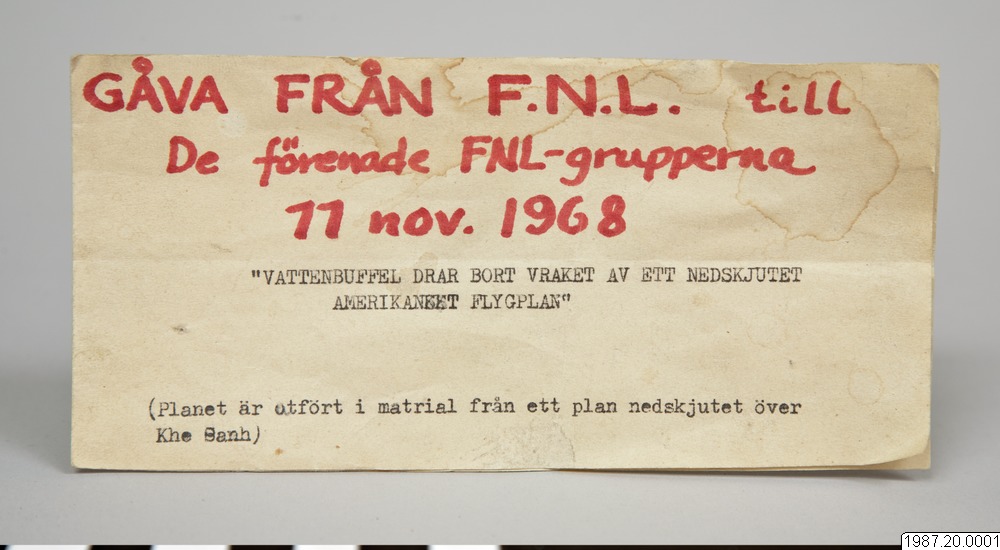 GÅVA FRÅN F.N.L. till
De förenade FNL-grupperna
11 nov. 1968
"VATTENBUFFEL DRAR BORT VRAKET AV ETT NEDSKJUTET
AMERIKANSKT FLYGPLAN"
(Planet är utfört i matrial från ett plan nedskjutet över
Khe Sanh)
1987.20.0001